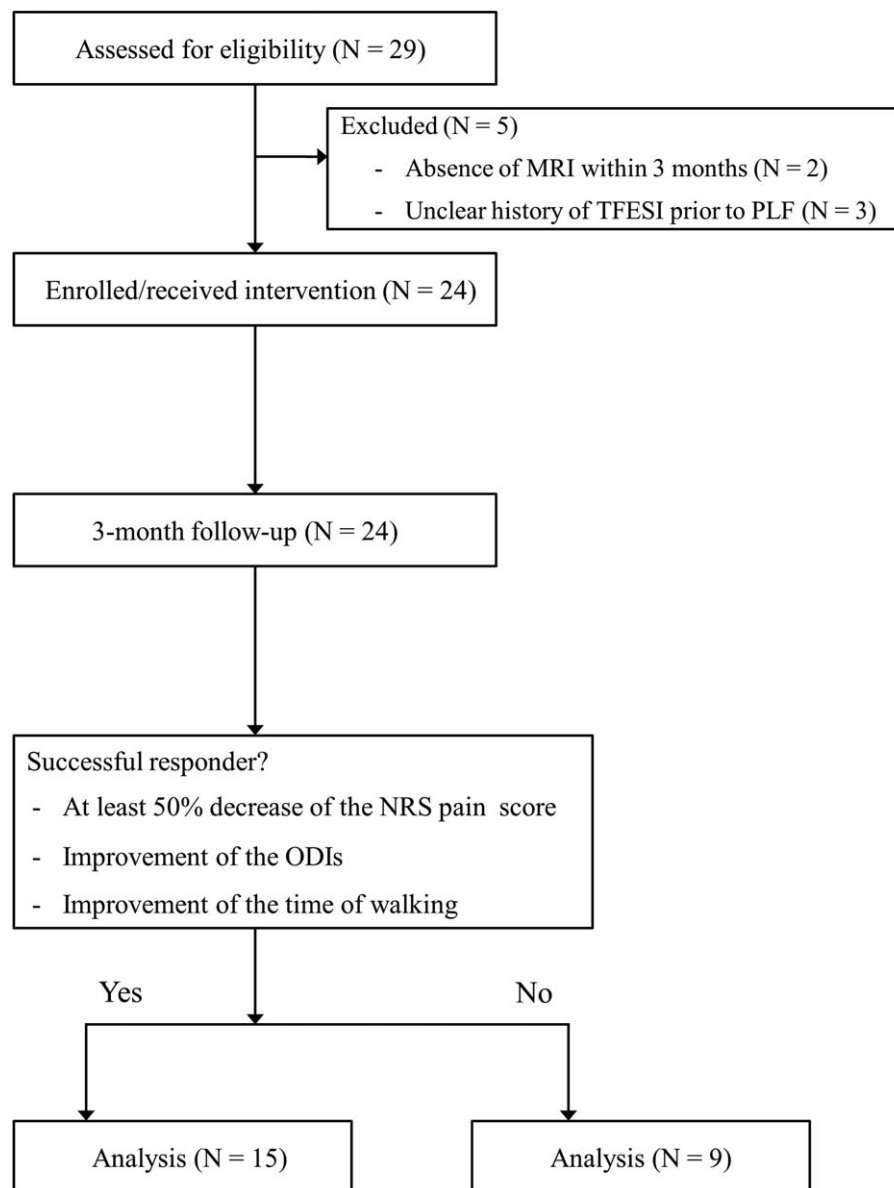 Assessed for eligibility (N = 29)
Excluded (N = 5)
- Absence of MRI within 3 months (N = 2)
- Unclear history of TFESI prior to PLF (N = 3)
Enrolled/received intervention (N = 24)
3-month follow-up (N = 24)
Successful responder?
- At least 50% decrease of the NRS pain score
- Improvement of the ODIs
- Improvement of the time of walking
Yes
No
Analysis (N = 15)
Analysis (N = 9)